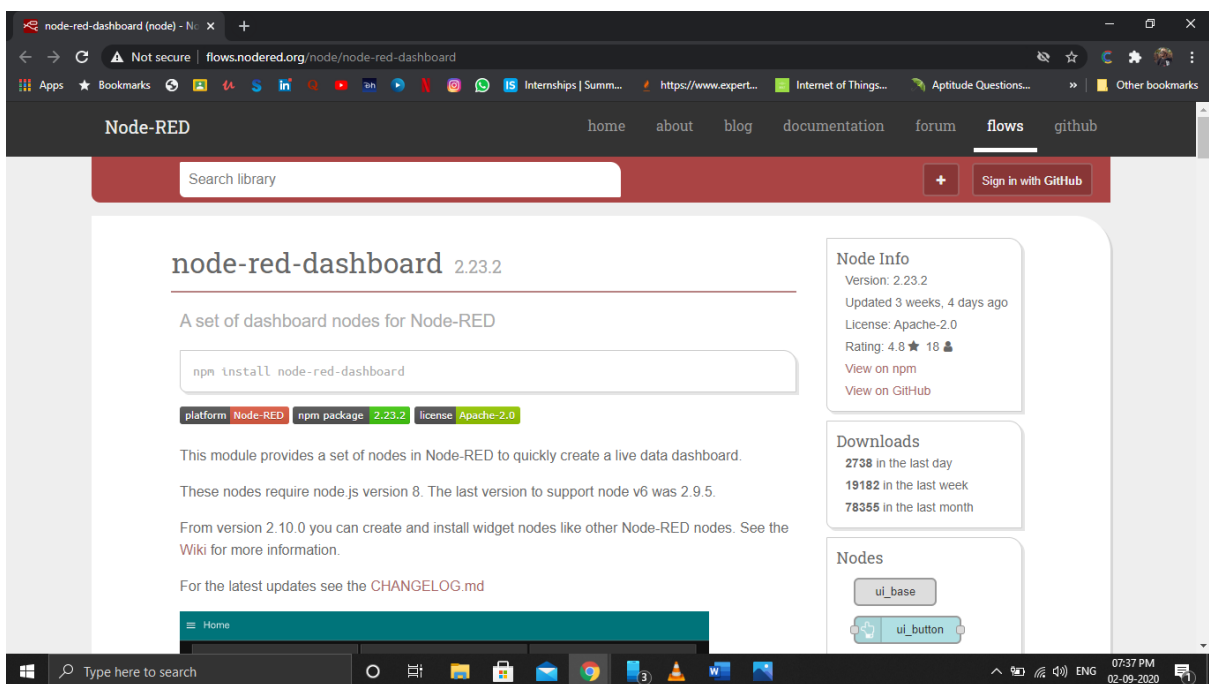 node-red-dashboard (node) - No
Not secure | flows.nodered.org/node/node-red-dashboard
Apps Bookmarks Internships | Summ... https://www.expert... Internet of Things... Aptitude Questions... » Other bookmarks
Node-RED home about blog documentation forum flows github
Search library + Sign in with GitHub
node-red-dashboard 2.23.2
A set of dashboard nodes for Node-RED
npm install node-red-dashboard
platform Node-RED npm package 2.23.2 license Apache-2.0
This module provides a set of nodes in Node-RED to quickly create a live data dashboard.
These nodes require node.js version 8. The last version to support node v6 was 2.9.5.
From version 2.10.0 you can create and install widget nodes like other Node-RED nodes. See the
Wiki for more information.
For the latest updates see the CHANGELOG.md
Home
Node Info
Version: 2.23.2
Updated 3 weeks, 4 days ago
License: Apache-2.0
Rating: 4.8 ★ 18
View on npm
View on GitHub
Downloads
2738 in the last day
19182 in the last week
78355 in the last month
Nodes
ui_base
ui_button
Type here to search
3
ENG
07:37 PM
02-09-2020
1